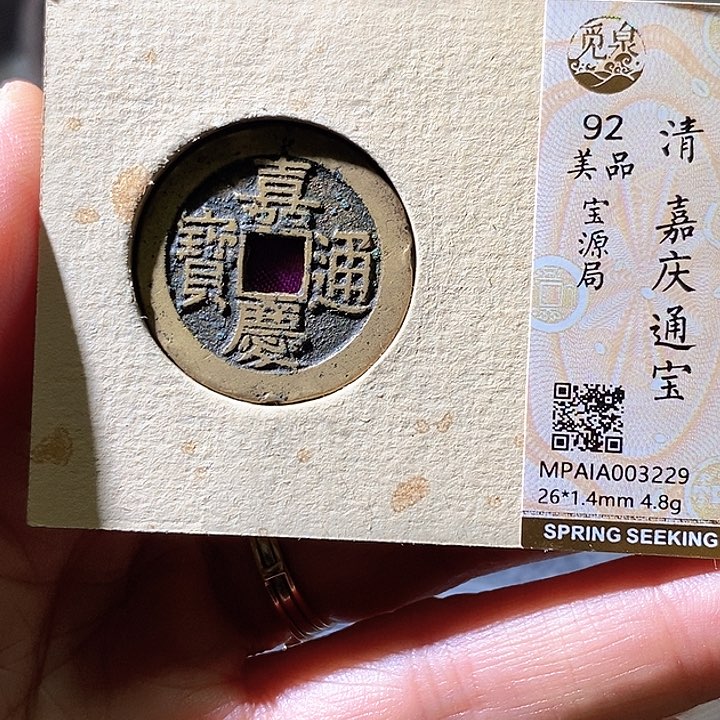 嘉慶通寶
觅泉
清 嘉庆通宝
92
美品
宝源局
MPAIA003229
26*1.4mm 4.8g
SPRING SEEKING